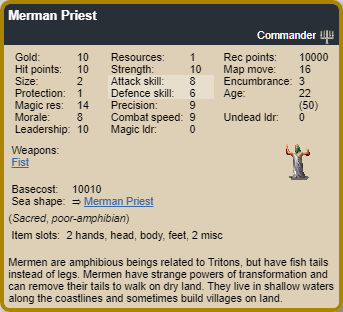 Merman Priest
Commander
Gold: 10 Resources: 1 Rec points: 10000
Hit points: 10 Strength: 10 Map move: 16
Size: 2 Attack skill: 8 Encumbrance: 3
Protection: 1 Defence skill: 6 Age: 22
Magic res: 14 Precision: 9 (50)
Morale: 8 Combat speed: 9 Undead ldr: 0
Leadership: 10 Magic ldr: 0
Weapons:
Fist
Basecost: 10010
Sea shape: ⇒ Merman Priest
(Sacred, poor-amphibian)
Item slots: 2 hands, head, body, feet, 2 misc
Mermen are amphibious beings related to Tritons, but have fish tails
instead of legs. Mermen have strange powers of transformation and
can remove their tails to walk on dry land. They live in shallow waters
along the coastlines and sometimes build villages on land.